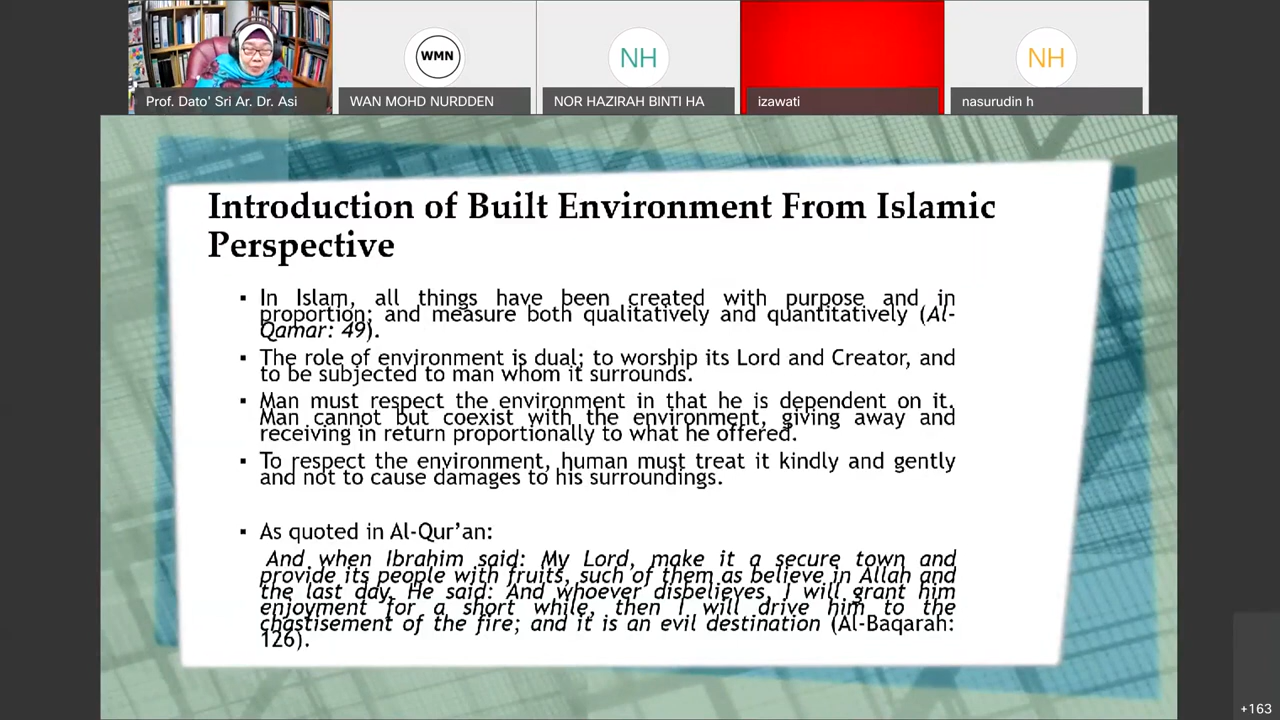 Prof. Dato' Sri Ar. Dr. Asi
WMN
WAN MOHD NURDDEN
NH
NOR HAZIRAH BINTI HA
izawati
NH
nasurudin h
Introduction of Built Environment From Islamic
Perspective
▪ In Islam, all things have been created with purpose and in
proportion; and measure both qualitatively and quantitatively (Al-
Qamar: 49).
▪ The role of environment is dual; to worship its Lord and Creator, and
to be subjected to man whom it surrounds.
▪ Man must respect the environment in that he is dependent on it.
Man cannot but coexist with the environment, giving away and
receiving in return proportionally to what he offered.
▪ To respect the environment, human must treat it kindly and gently
and not to cause damages to his surroundings.
▪ As quoted in Al-Qur’an:
And when Ibrahim said: My Lord, make it a secure town and
provide its people with fruits, such of them as believe in Allah and
the last day. He said: And whoever disbelieves, I will grant him
enjoyment for a short while, then I will drive him to the
chastisement of the fire; and it is an evil destination (Al-Baqarah:
126).
+163